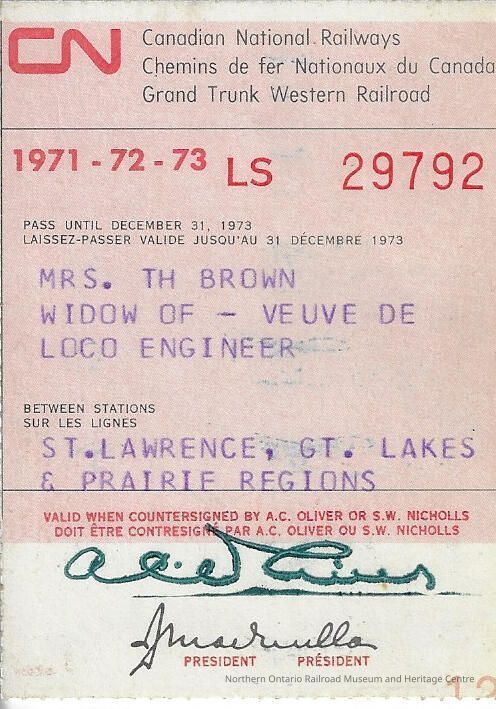 CN
Canadian National Railways
Chemins de fer Nationaux du Canada
Grand Trunk Western Railroad
1971 - 72 - 73 LS 29792
PASS UNTIL DECEMBER 31, 1973
LAISSEZ-PASSER VALIDE JUSQU'AU 31 DÉCEMBRE 1973
MRS. TH BROWN
WIDOW OF - VEUVE DE
LOCO ENGINEER
BETWEEN STATIONS
SUR LES LIGNES
ST.LAWRENCE, GT. LAKES
& PRAIRIE REGIONS
VALID WHEN COUNTERSIGNED BY A.C. OLIVER OR S.W. NICHOLLS
DOIT ÊTRE CONTRESIGNÉ PAR A.C. OLIVER OU S.W. NICHOLLS
PRESIDENT PRÉSIDENT
Northern Ontario Railroad Museum and Heritage Centre
12